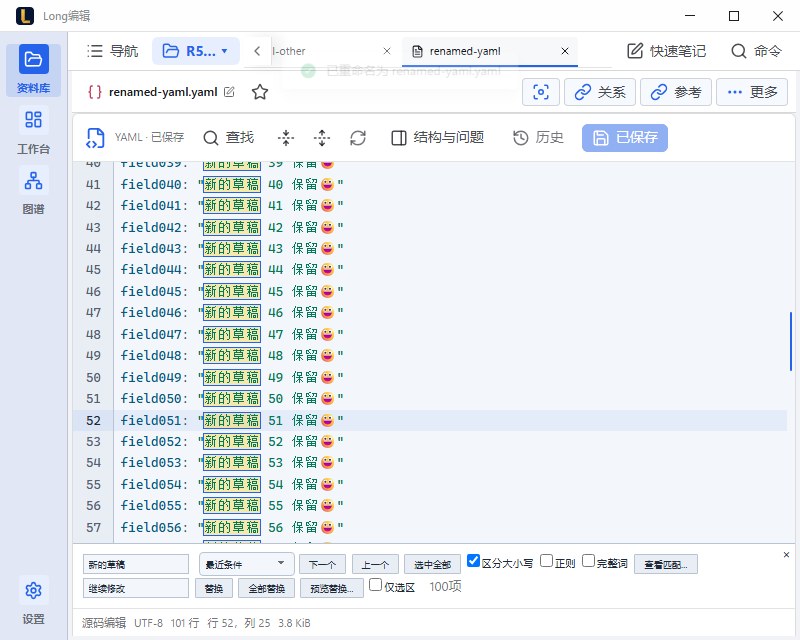 Long编辑
导航
R5...
l-other
renamed-yaml
快速笔记
命令
已重命名为 renamed-yaml.yaml
资料库
工作台
图谱
设置
renamed-yaml.yaml
关系
参考
更多
YAML · 已保存
查找
结构与问题
历史
已保存
40 field039: "新的草稿 39 保留😀"
41 field040: "新的草稿 40 保留😀"
42 field041: "新的草稿 41 保留😀"
43 field042: "新的草稿 42 保留😀"
44 field043: "新的草稿 43 保留😀"
45 field044: "新的草稿 44 保留😀"
46 field045: "新的草稿 45 保留😀"
47 field046: "新的草稿 46 保留😀"
48 field047: "新的草稿 47 保留😀"
49 field048: "新的草稿 48 保留😀"
50 field049: "新的草稿 49 保留😀"
51 field050: "新的草稿 50 保留😀"
52 field051: "新的草稿 51 保留😀"
53 field052: "新的草稿 52 保留😀"
54 field053: "新的草稿 53 保留😀"
55 field054: "新的草稿 54 保留😀"
56 field055: "新的草稿 55 保留😀"
57 field056: "新的草稿 56 保留😀"
新的草稿 最近条件 下一个 上一个 选中全部 区分大小写 正则 完整词 查看匹配...
继续修改 替换 全部替换 预览替换... 仅选区 100项
源码编辑 UTF-8 101 行 行 52, 列 25 3.8 KiB